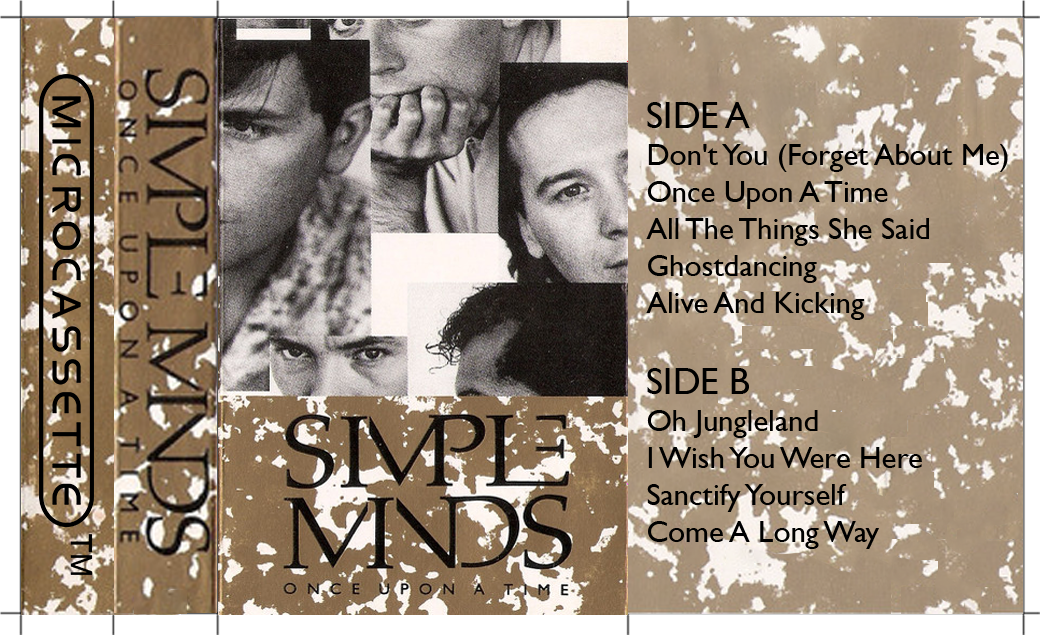 MICROCASSETTE TM
SIMPLE MINDS
ONCE UPON A TIME
SIMPLE
MINDS
ONCE UPON A TIME
SIDE A
Don't You (Forget About Me)
Once Upon A Time
All The Things She Said
Ghostdancing
Alive And Kicking
SIDE B
Oh Jungleland
I Wish You Were Here
Sanctify Yourself
Come A Long Way